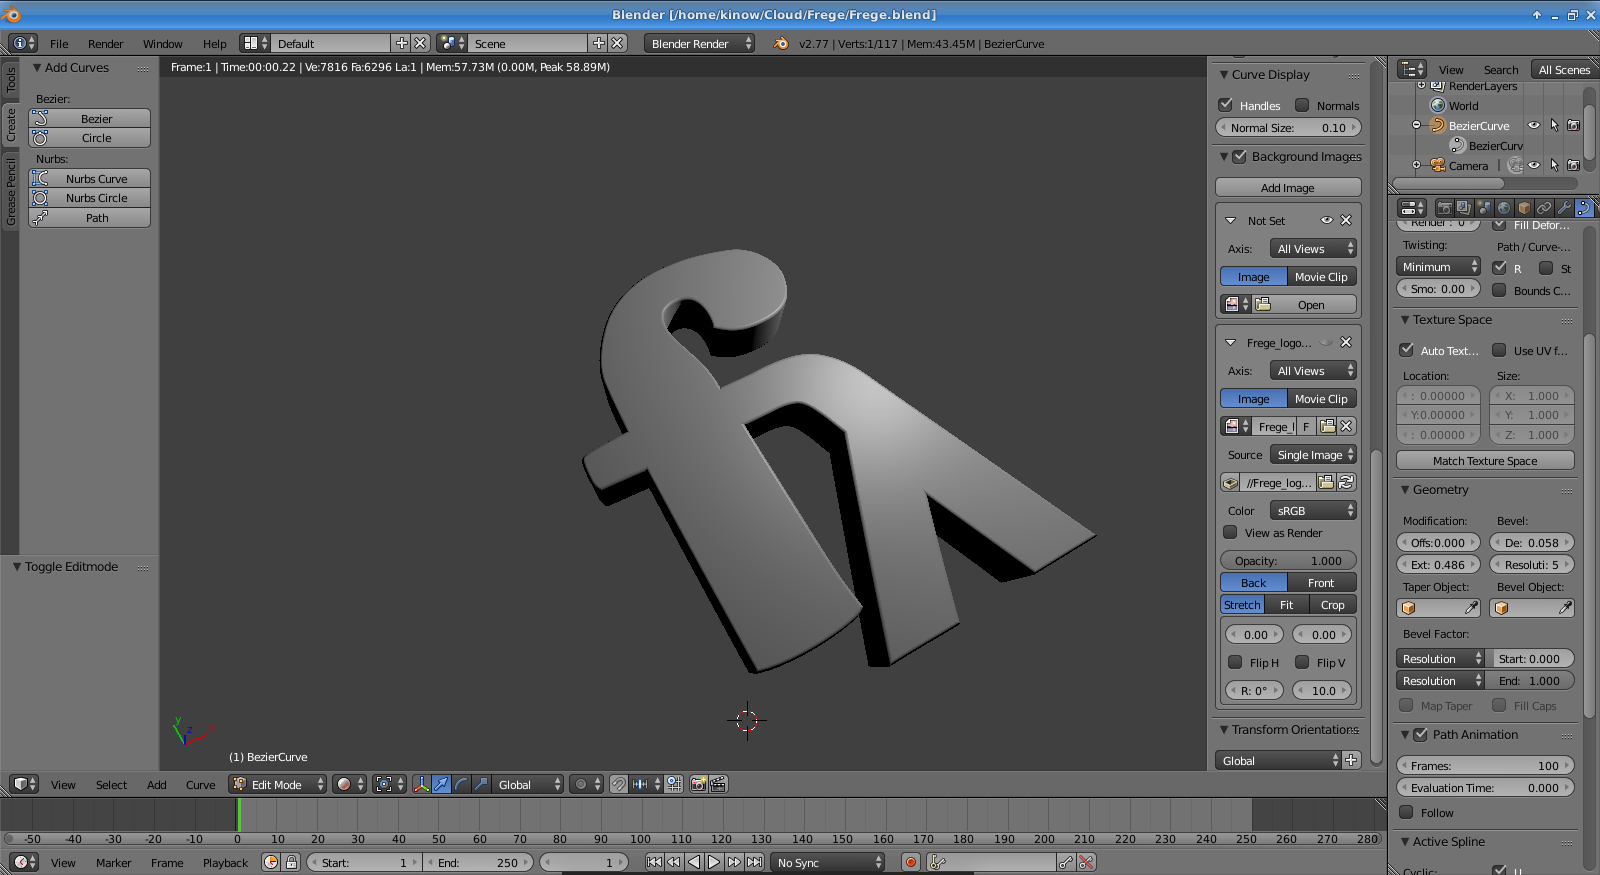 Blender [/home/kinow/Cloud/Frege/Frege.blend]
File Render Window Help Default Scene Blender Render v2.77 | Verts:1/117 | Mem:43.45M | BezierCurve
Frame:1 | Time:00:00.22 | Ve:7816 Fa:6296 La:1 | Mem:57.73M (0.00M, Peak 58.89M)
Tools
Create
Grease Pencil
Add Curves
Bezier:
Bezier
Circle
Nurbs:
Nurbs Curve
Nurbs Circle
Path
Toggle Editmode
(1) BezierCurve
y
z
Curve Display
Handles Normals
Normal Size: 0.10
Background Images
Add Image
Not Set
Axis: All Views
Image Movie Clip
Open
Frege_logo...
Axis: All Views
Image Movie Clip
Frege_l F
Source Single Image
//Frege_log...
Color sRGB
View as Render
Opacity: 1.000
Back Front
Stretch Fit Crop
0.00 0.00
Flip H Flip V
R: 0° 10.0
Transform Orientations
Global
View Search All Scenes
RenderLayers
World
BezierCurve
BezierCurv
Camera
Render : 0 Fill Defor...
Twisting: Path / Curve-...
Minimum R St
Smo: 0.00 Bounds C...
Texture Space
Auto Text... Use UV f...
Location: Size:
: 0.00000 X: 1.000
Y:0.00000 Y: 1.000
: 0.00000 Z: 1.000
Match Texture Space
Geometry
Modification: Bevel:
Offs:0.000 De: 0.058
Ext: 0.486 Resoluti: 5
Taper Object: Bevel Object:
Bevel Factor:
Resolution Start: 0.000
Resolution End: 1.000
Map Taper Fill Caps
Path Animation
Frames: 100
Evaluation Time: 0.000
Follow
Active Spline
Cyclic: U
View Select Add Curve Edit Mode Global
-50 -40 -30 -20 -10 0 10 20 30 40 50 60 70 80 90 100 110 120 130 140 150 160 170 180 190 200 210 220 230 240 250 260 270 280
View Marker Frame Playback Start: 1 End: 250 1 No Sync